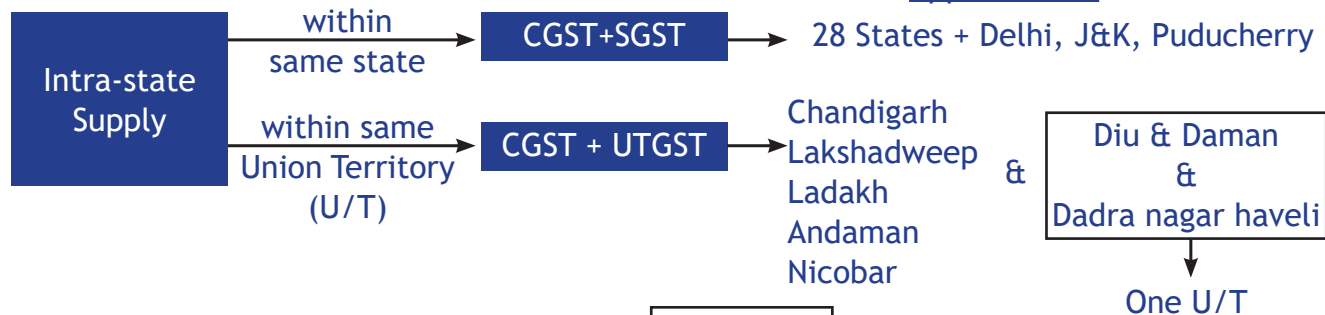 Intra-state
Supply
within
same state
CGST+SGST
28 States + Delhi, J&K, Puducherry
within same
Union Territory
(U/T)
CGST + UTGST
Chandigarh
Lakshadweep
Ladakh
Andaman
Nicobar
&
Diu & Daman
&
Dadra nagar haveli
One U/T